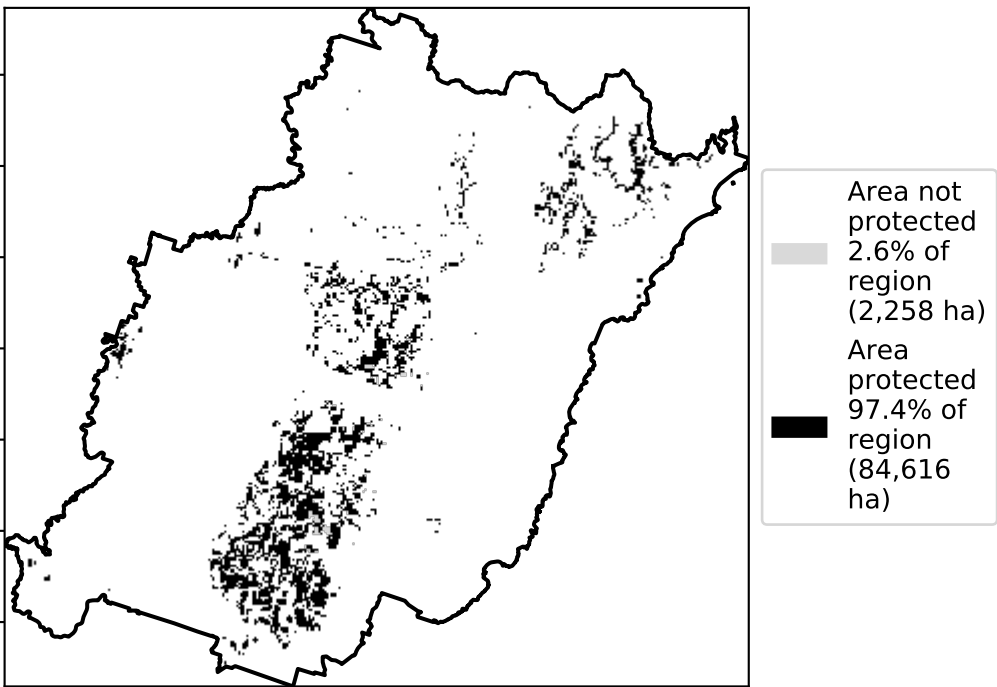 Area not
protected
2.6% of
region
(2,258 ha)
Area
protected
97.4% of
region
(84,616
ha)